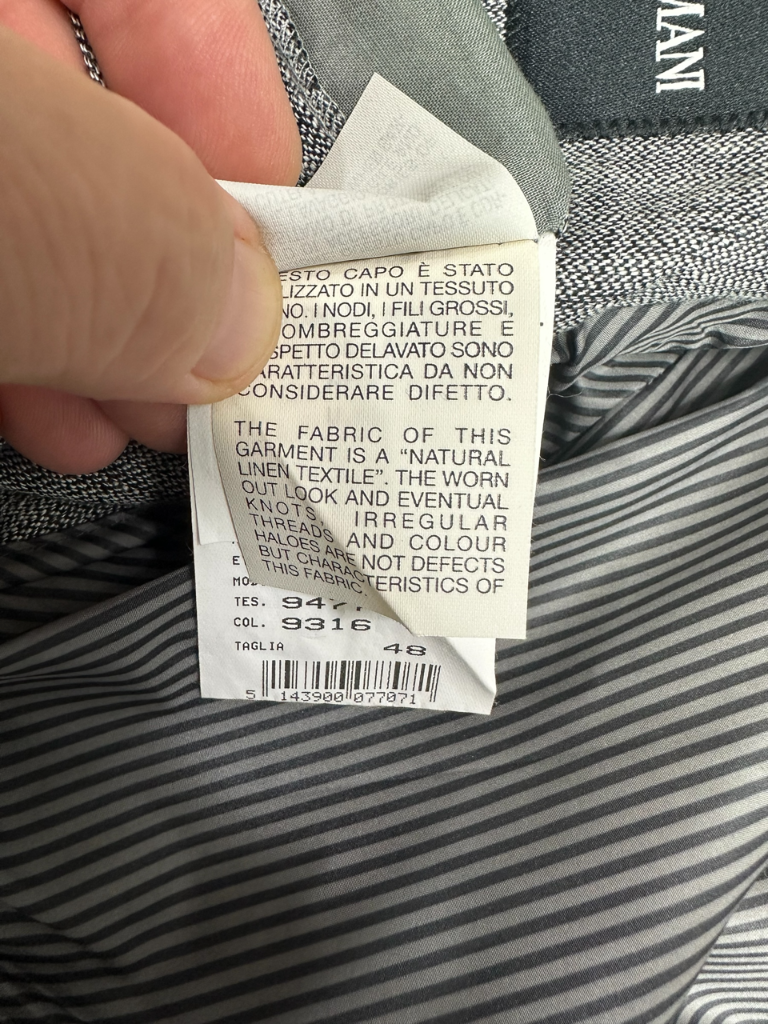 MANI
ESTO CAPO È STATO
LIZZATO IN UN TESSUTO
NO. I NODI, I FILI GROSSI,
OMBREGGIATURE E
SPETTO DELAVATO SONO
ARATTERISTICA DA NON
CONSIDERARE DIFETTO.
THE FABRIC OF THIS
GARMENT IS A “NATURAL
LINEN TEXTILE”. THE WORN
OUT LOOK AND EVENTUAL
KNOTS, IRREGULAR
THREADS AND COLOUR
HALOES ARE NOT DEFECTS
BUT CHARACTERISTICS OF
THIS FABRIC.
TES. 947
COL. 9316
TAGLIA 48
5 143900 077071